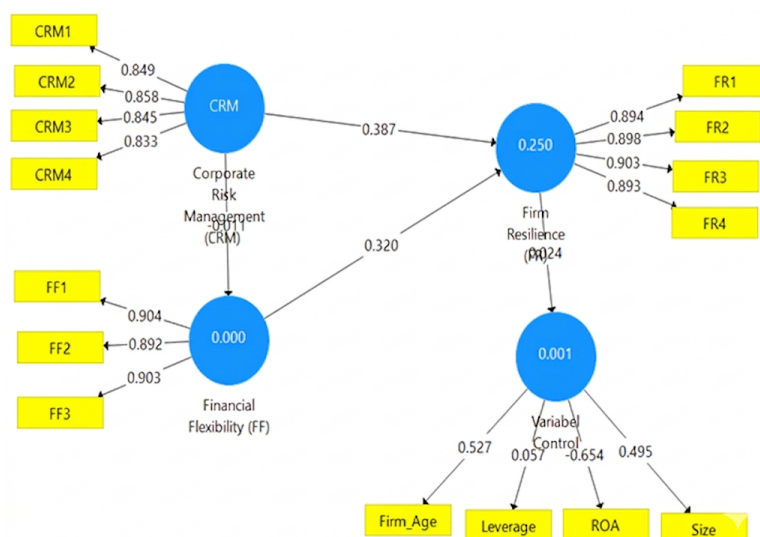 CRM1
CRM2
CRM3
CRM4
0.849
0.858
0.845
0.833
CRM
Corporate
Risk
Management
(CRM)
-0.011
0.387
0.320
0.250
Firm
Resilience
(FR)
0.024
0.894
0.898
0.903
0.893
FR1
FR2
FR3
FR4
FF1
FF2
FF3
0.904
0.892
0.903
0.000
Financial
Flexibility (FF)
0.001
Variabel
Control
0.527
0.057
-0.654
0.495
Firm_Age
Leverage
ROA
Size